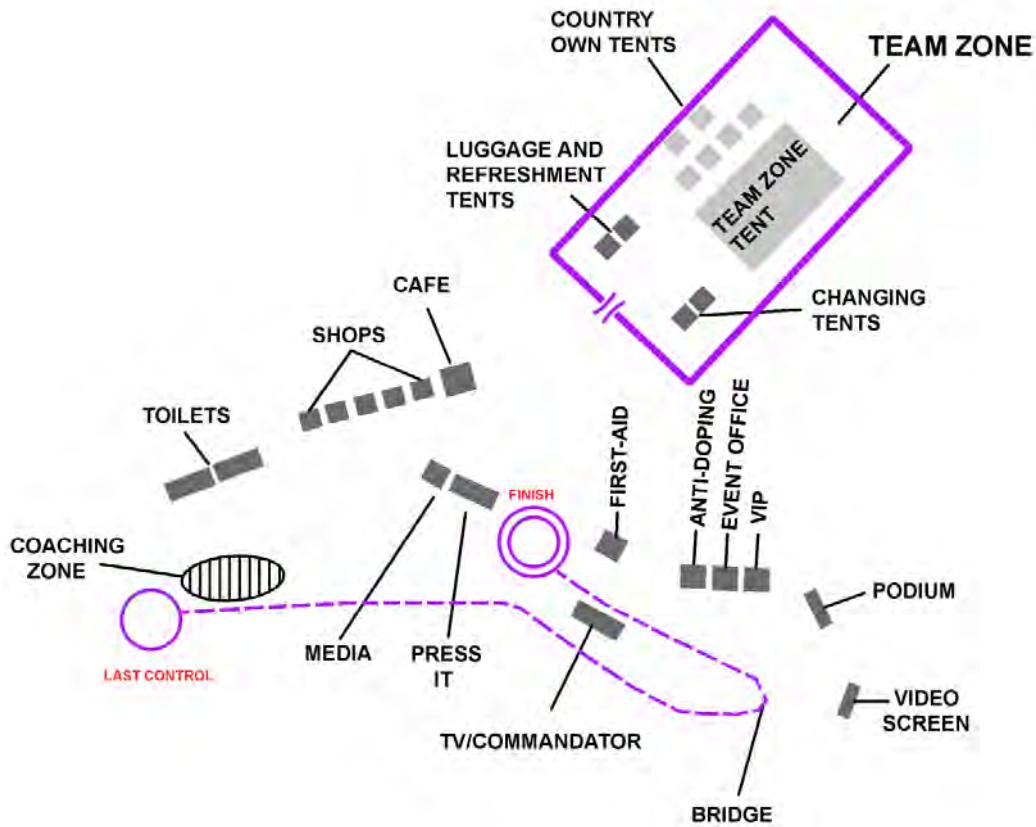 COUNTRY
OWN TENTS
TEAM ZONE
LUGGAGE AND
REFRESHMENT
TENTS
TEAM ZONE
TENT
CHANGING
TENTS
CAFE
SHOPS
TOILETS
FIRST-AID
ANTI-DOPING
EVENT OFFICE
VIP
FINISH
COACHING
ZONE
PODIUM
MEDIA
PRESS
IT
LAST CONTROL
VIDEO
SCREEN
TV/COMMANDATOR
BRIDGE